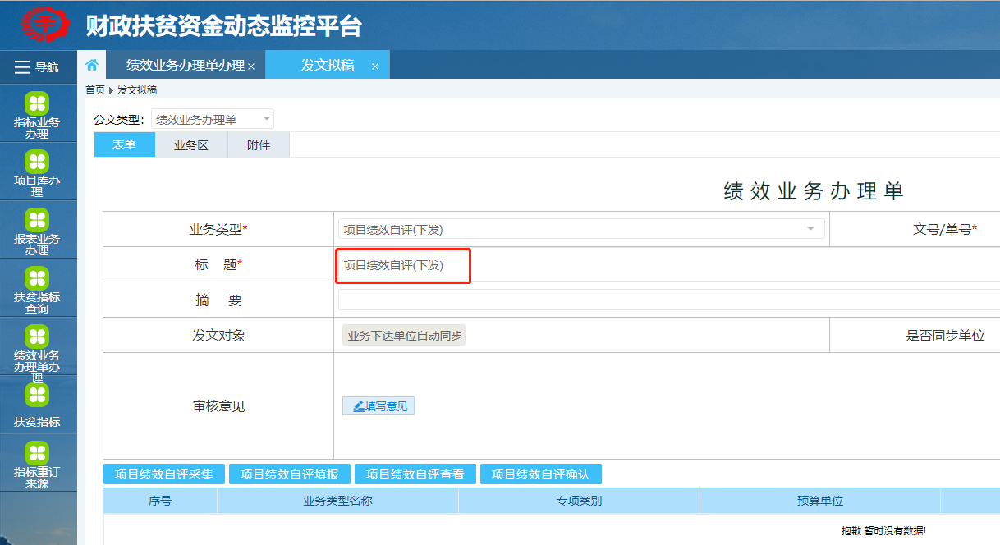 财政扶贫资金动态监控平台
导航
绩效业务办理单办理 ×
发文拟稿 ×
首页 发文拟稿
指标业务
办理
项目库办
理
报表业务
办理
扶贫指标
查询
绩效业务
办理单办
理
扶贫指标
指标重订
来源
公文类型: 绩效业务办理单
表单 业务区 附件
绩效业务办理单
业务类型* 项目绩效自评(下发) 文号/单号*
标 题* 项目绩效自评(下发)
摘 要
发文对象 业务下达单位自动同步 是否同步单位
审核意见 填写意见
项目绩效自评采集 项目绩效自评填报 项目绩效自评查看 项目绩效自评确认
序号 业务类型名称 专项类别 预算单位
抱歉 暂时没有数据!